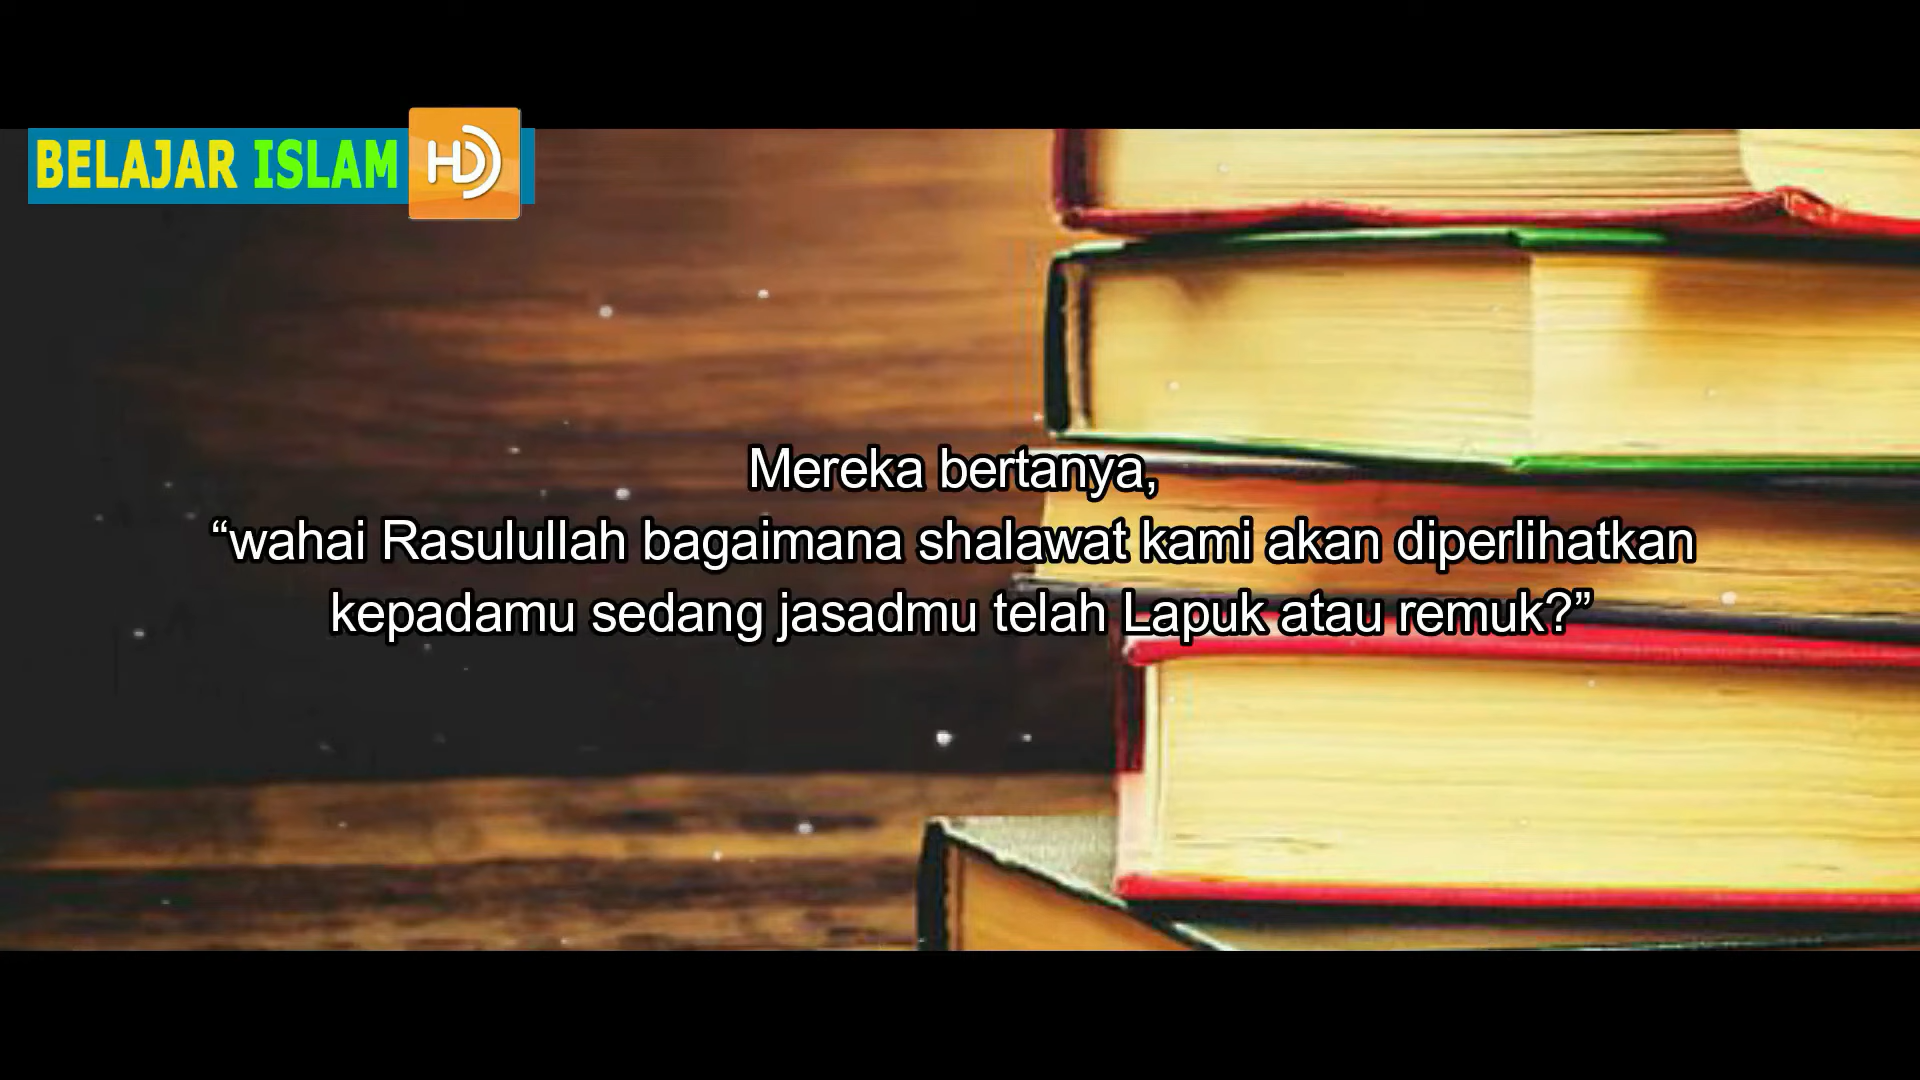 BELAJAR ISLAM HD
Mereka bertanya,
“wahai Rasulullah bagaimana shalawat kami akan diperlihatkan
kepadamu sedang jasadmu telah Lapuk atau remuk?”